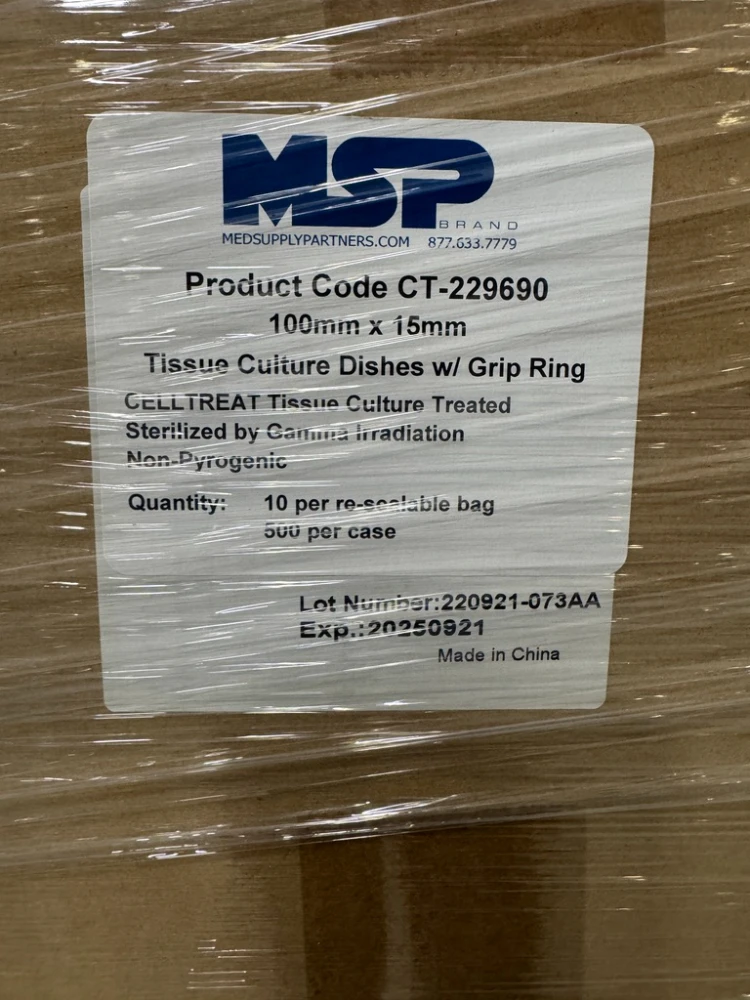 MSP
BRAND
MEDSUPPLYPARTNERS.COM 877.633.7779
Product Code CT-229690
100mm x 15mm
Tissue Culture Dishes w/ Grip Ring
CELLTREAT Tissue Culture Treated
Sterilized by Gamma Irradiation
Non-Pyrogenic
Quantity: 10 per re-sealable bag
500 per case
Lot Number:220921-073AA
Exp.:20250921
Made in China